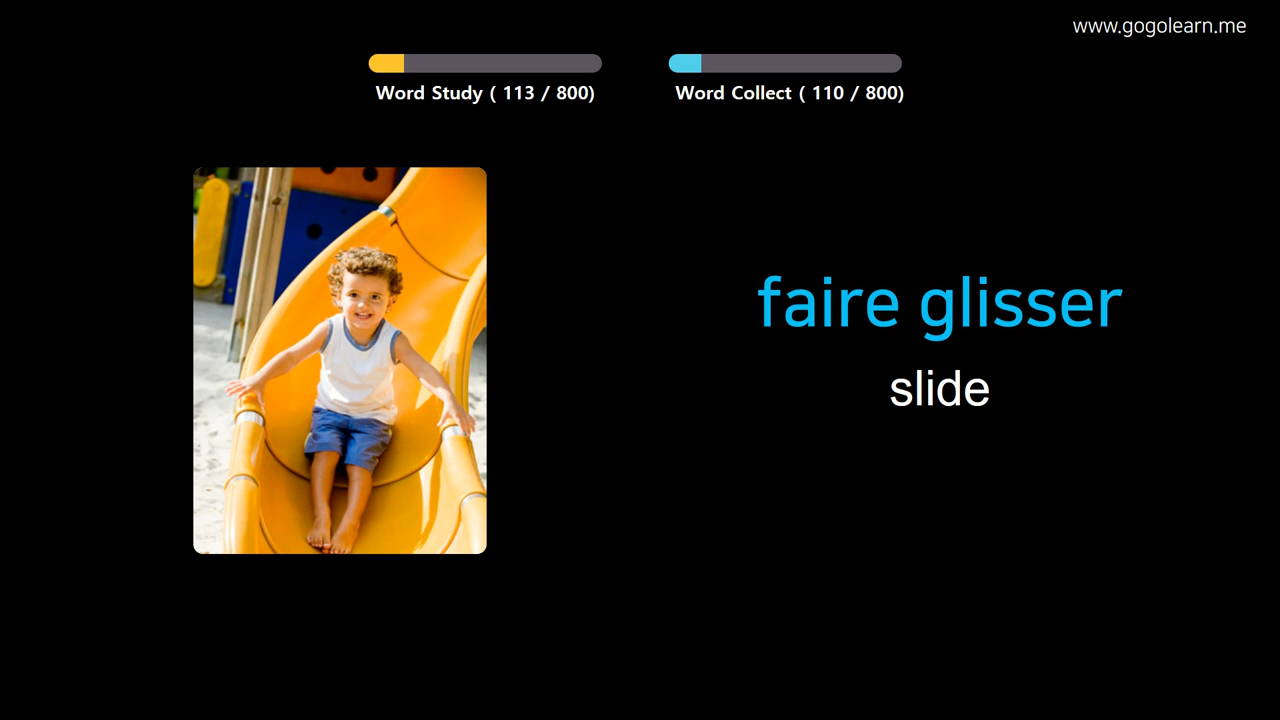 www.gogolearn.me
Word Study ( 113 / 800)
Word Collect ( 110 / 800)
faire glisser
slide